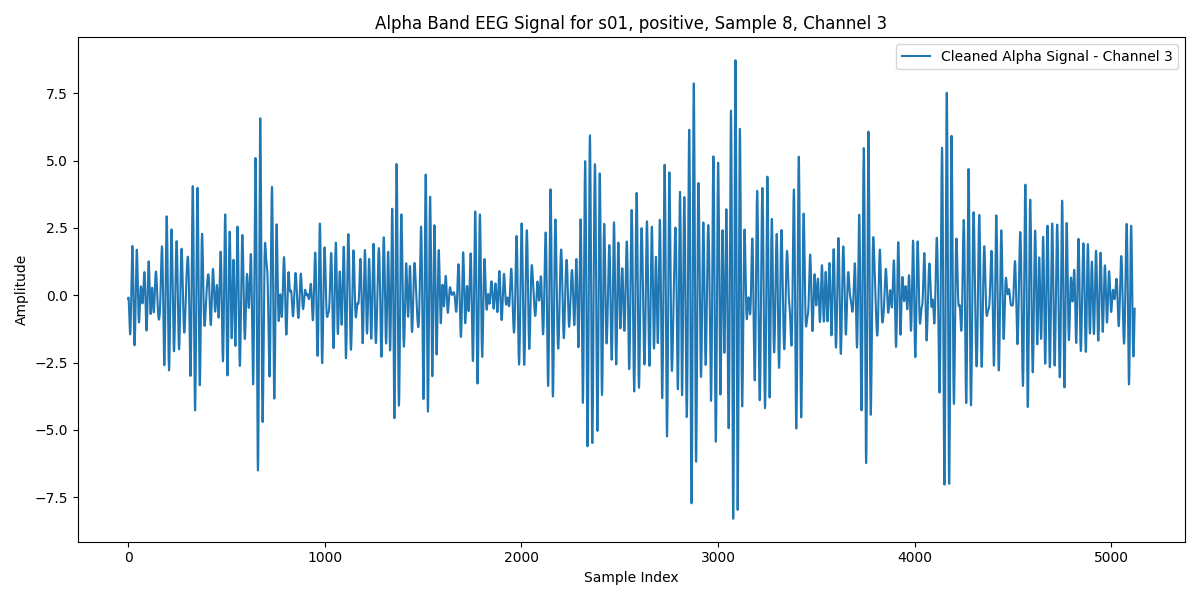 Alpha Band EEG Signal for s01, positive, Sample 8, Channel 3
Cleaned Alpha Signal - Channel 3
Amplitude
7.5
5.0
2.5
0.0
−2.5
−5.0
−7.5
0 1000 2000 3000 4000 5000
Sample Index